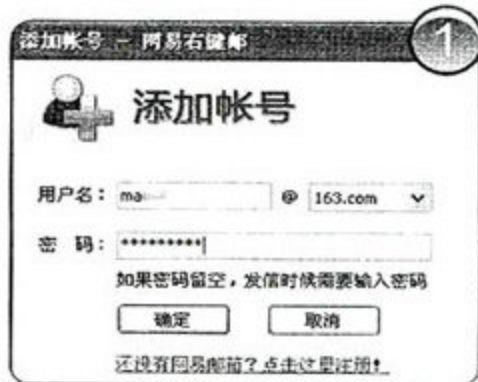 添加帐号 - 网易右键邮
1
添加帐号
用户名： ma @ 163.com
密 码： *********
如果密码留空，发信时候需要输入密码
确定 取消
还没有网易邮箱？点击这里注册！